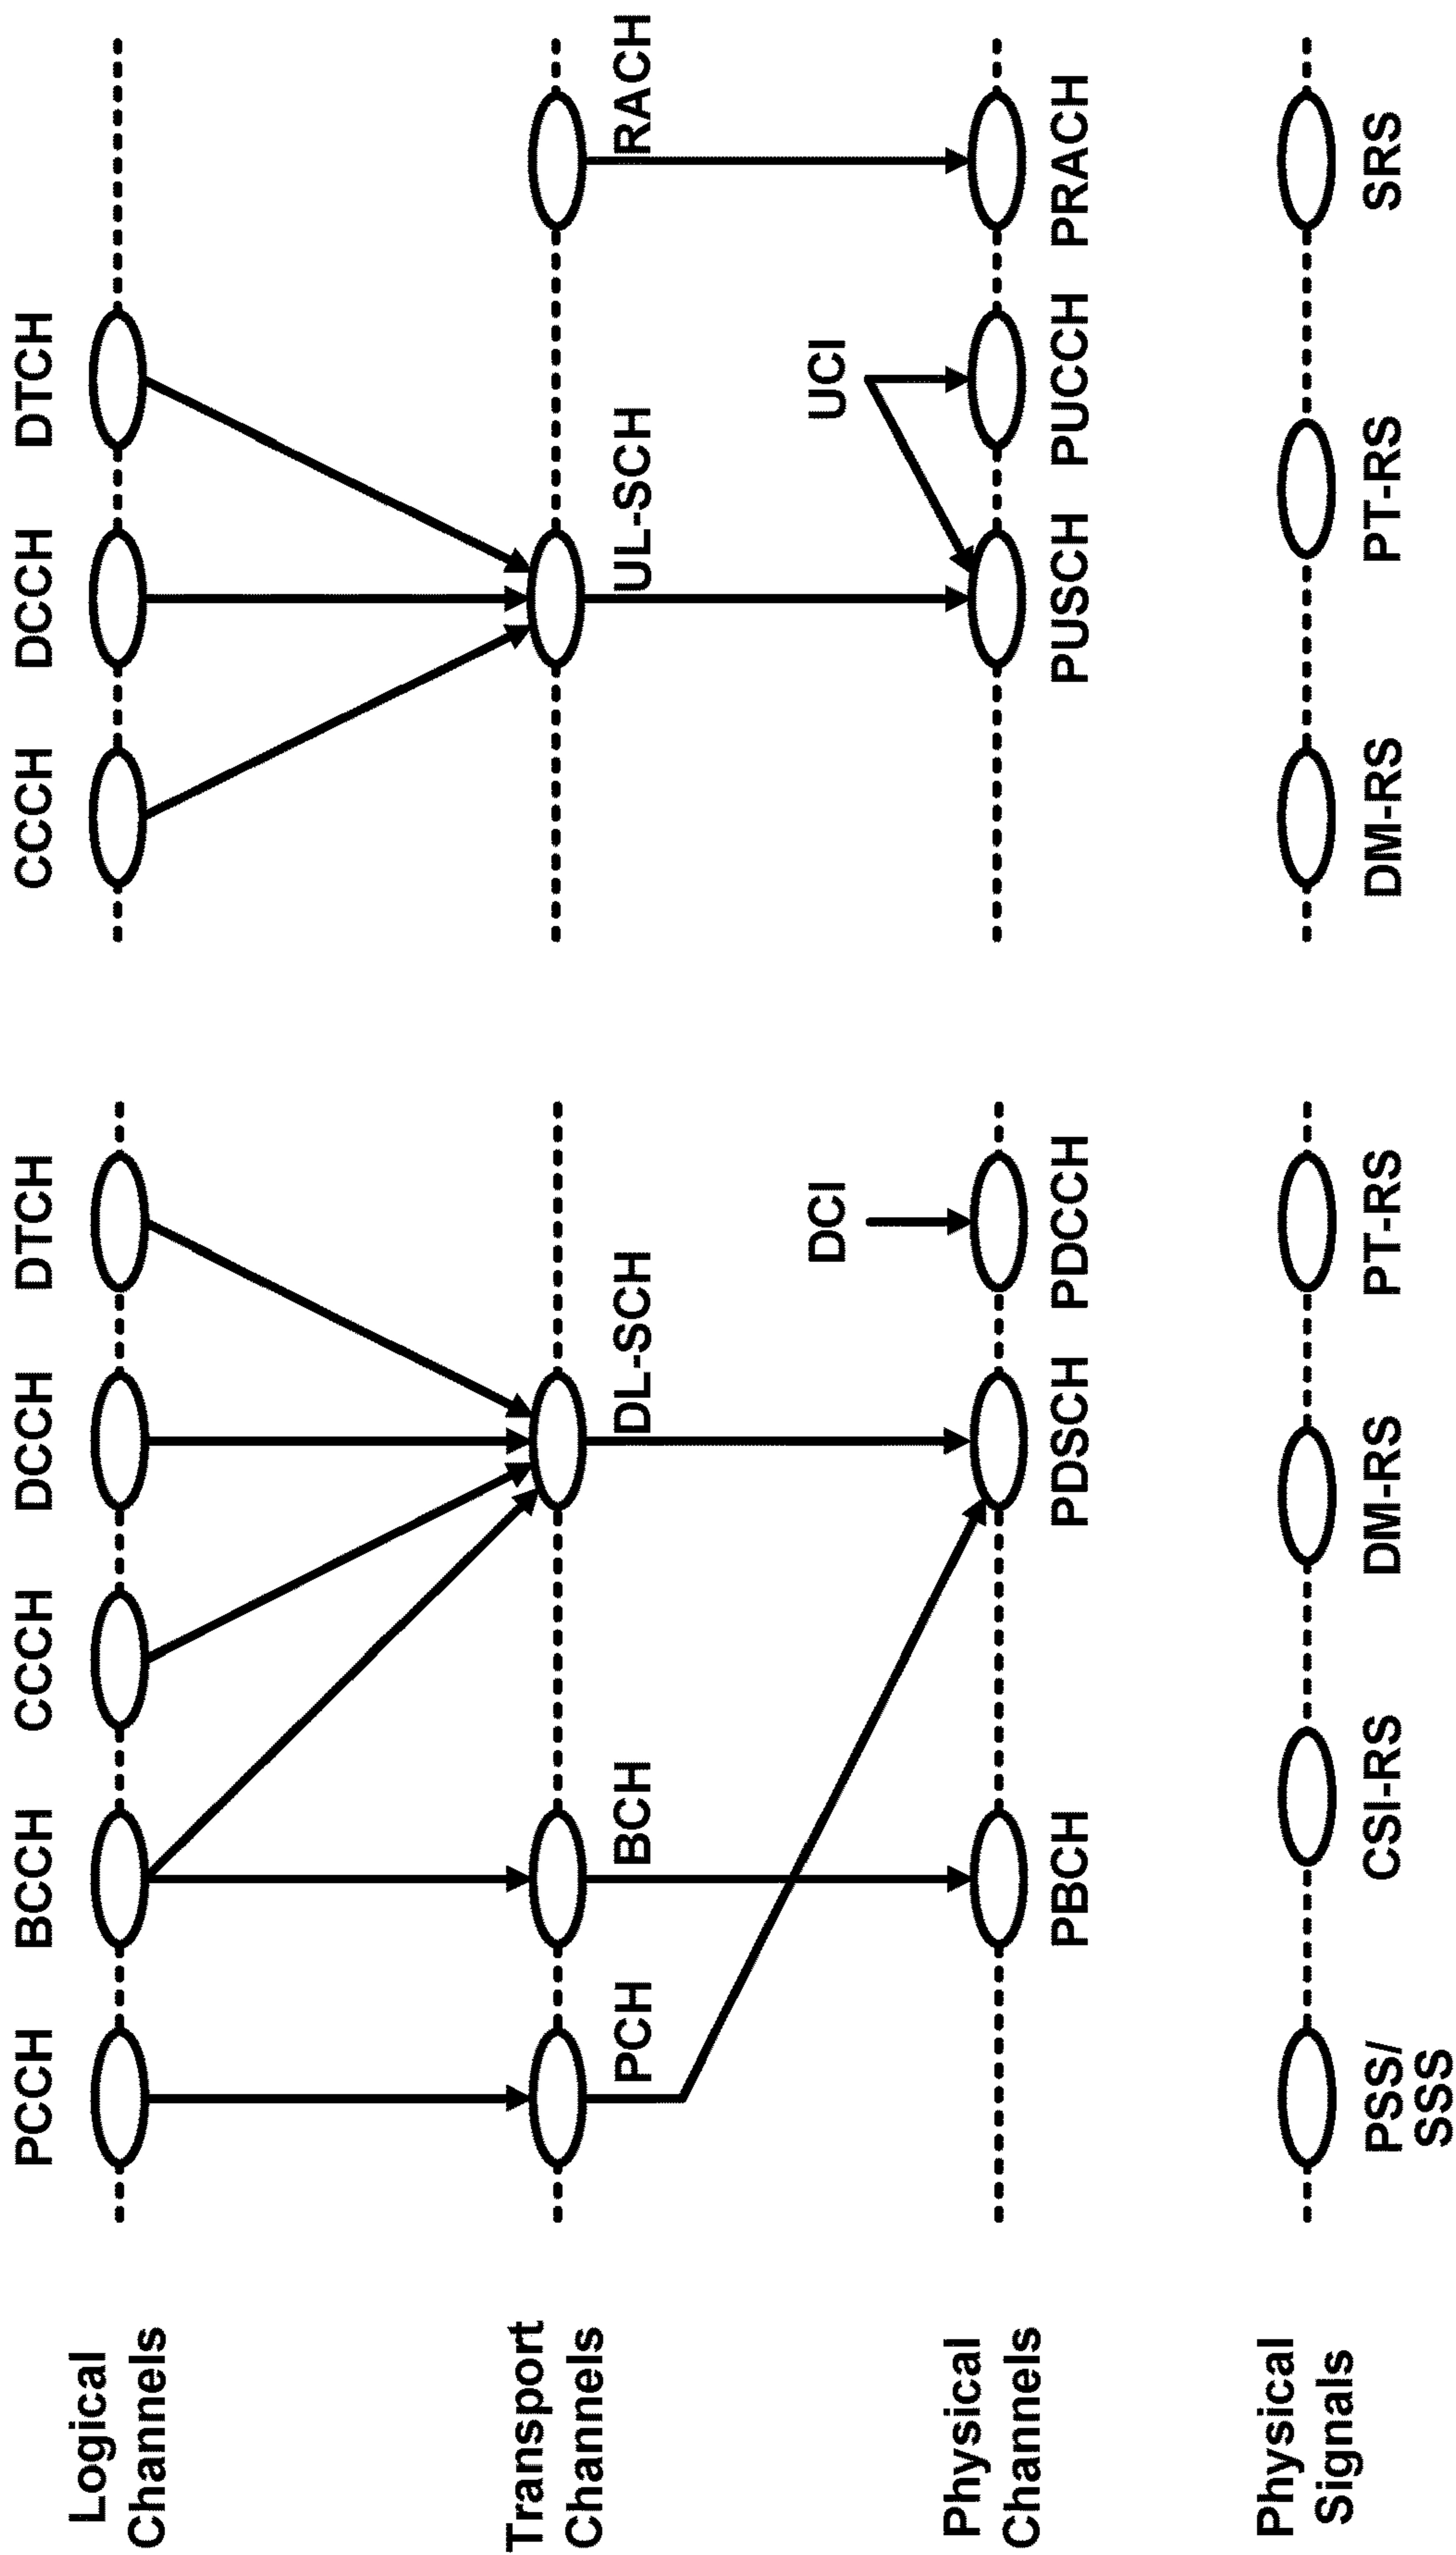 Logical
Channels
PCCH
BCCH
CCCH
DCCH
DTCH
CCCH
DCCH
DTCH
Transport
Channels
PCH
BCH
DL-SCH
UL-SCH
RACH
DCI
UCI
Physical
Channels
PBCH
PDSCH
PDCCH
PUSCH
PUCCH
PRACH
Physical
Signals
PSS/
SSS
CSI-RS
DM-RS
PT-RS
DM-RS
PT-RS
SRS